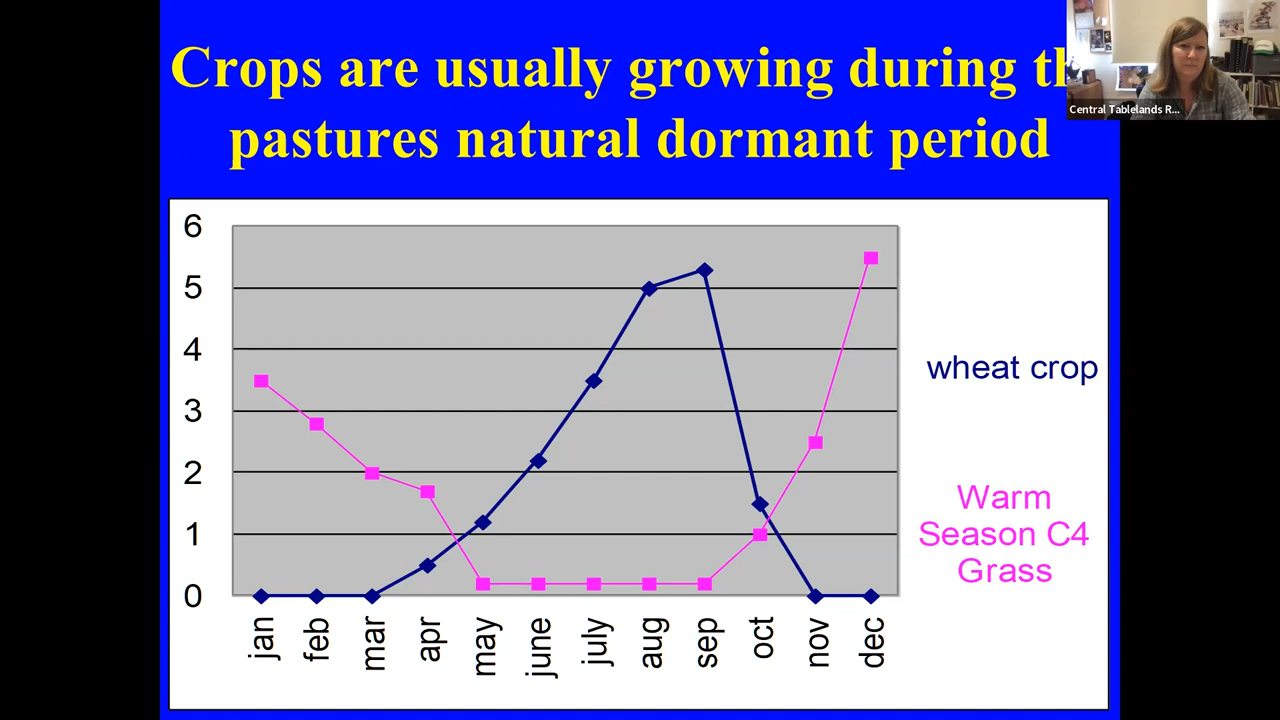 Crops are usually growing during th
pastures natural dormant period
Central Tablelands R...
6
5
4
3
2
1
0
jan
feb
mar
apr
may
june
july
aug
sep
oct
nov
dec
wheat crop
Warm
Season C4
Grass